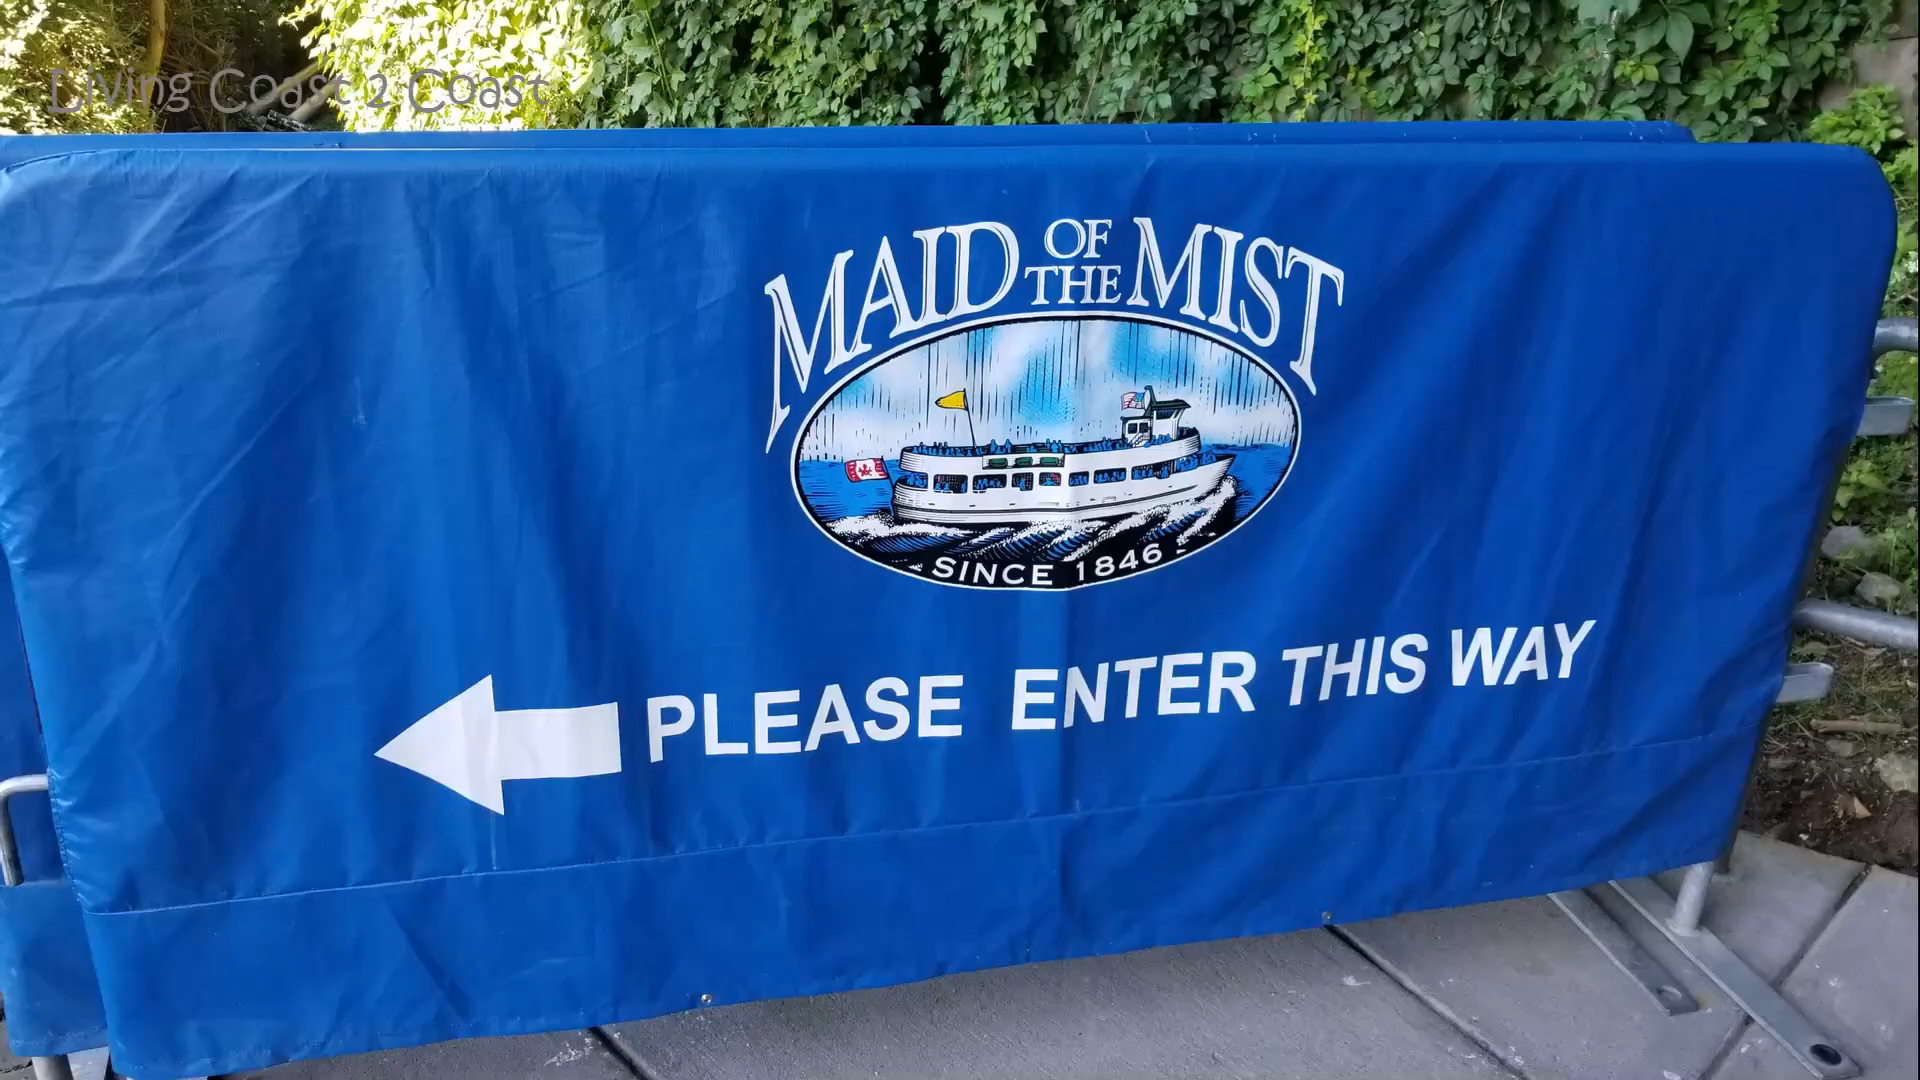 Living Coast 2 Coast
MAID OF THE MIST
SINCE 1846
PLEASE ENTER THIS WAY